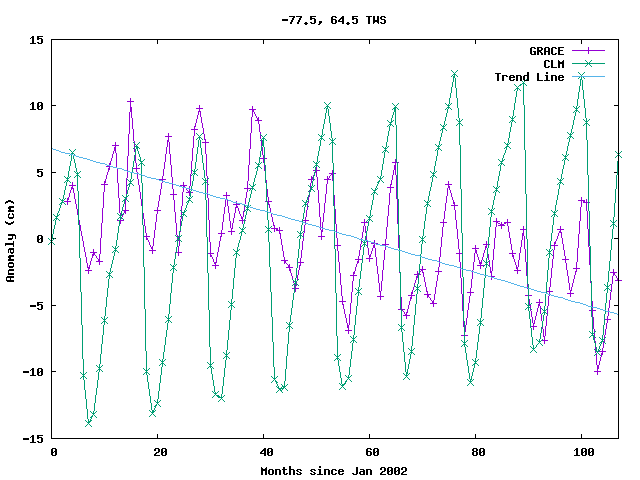 -77.5, 64.5 TWS
GRACE
CLM
Trend Line
15
10
5
0
-5
-10
-15
Anomaly (cm)
0 20 40 60 80 100
Months since Jan 2002